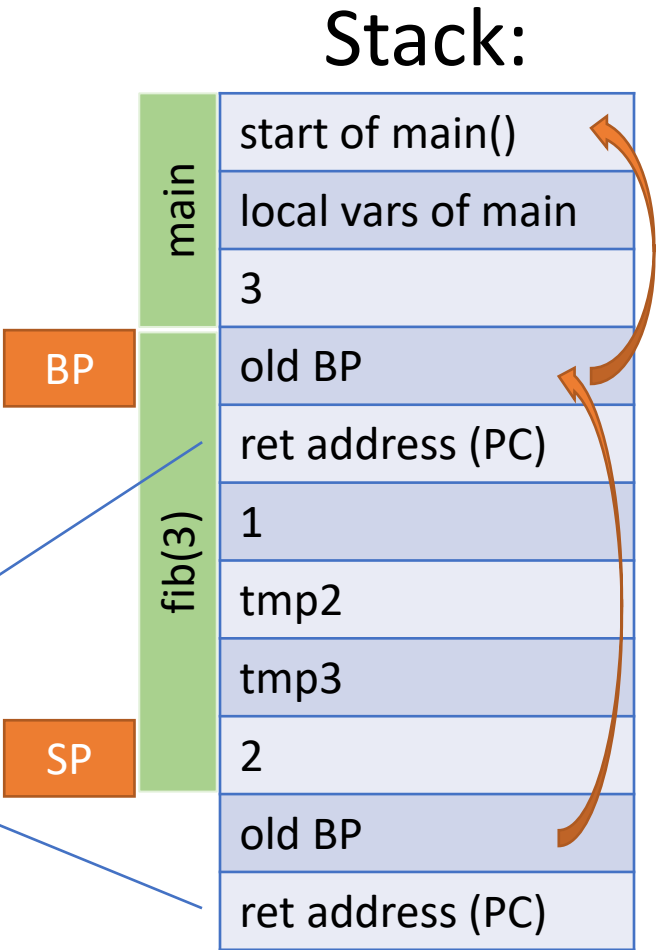 Stack:
main
start of main()
local vars of main
3
BP
old BP
ret address (PC)
fib(3)
1
tmp2
tmp3
SP
2
old BP
ret address (PC)